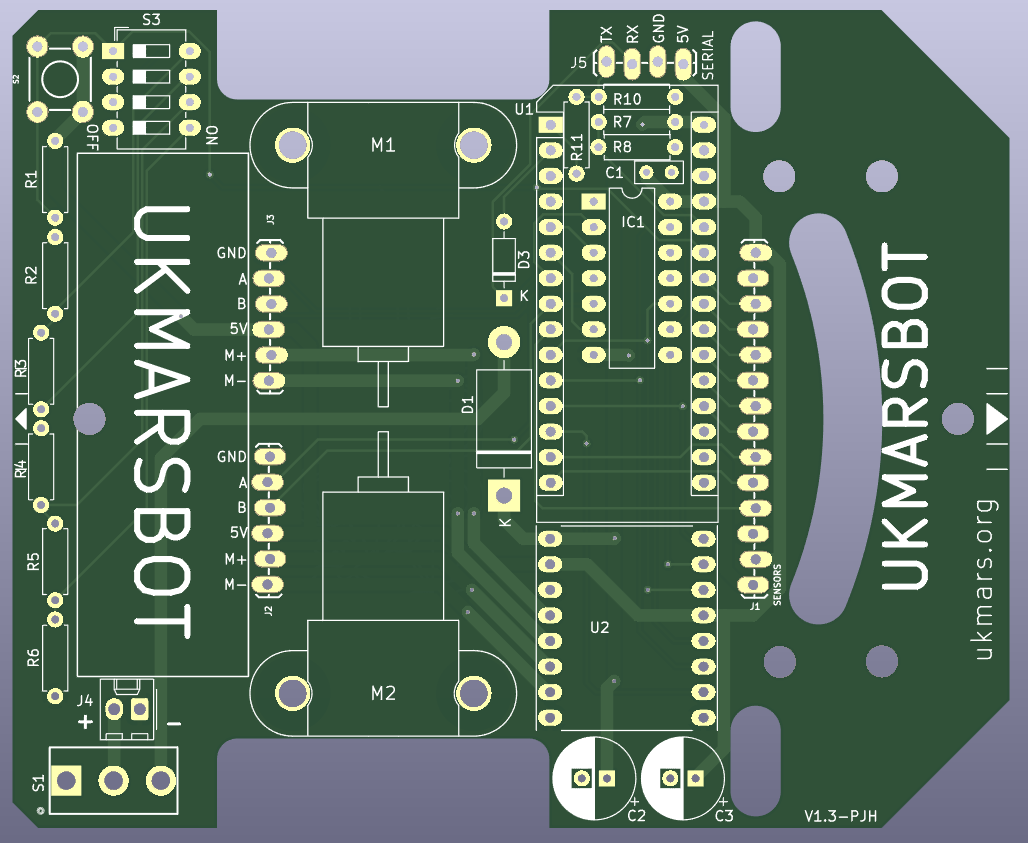 S3
S2
OFF
ON
R1
R2
R13
R14
R5
R6
UKMARSBOT
J4
+
−
S1
M1
J3
GND
A
B
5V
M+
M−
GND
A
B
5V
M+
M−
J2
M2
D3
K
D1
K
J5
TX
RX
GND
5V
SERIAL
U1
R10
R7
R8
R11
C1
IC1
U2
+
C2
+
C3
SENSORS
J1
UKMARSBOT
ukmars.org
V1.3-PJH